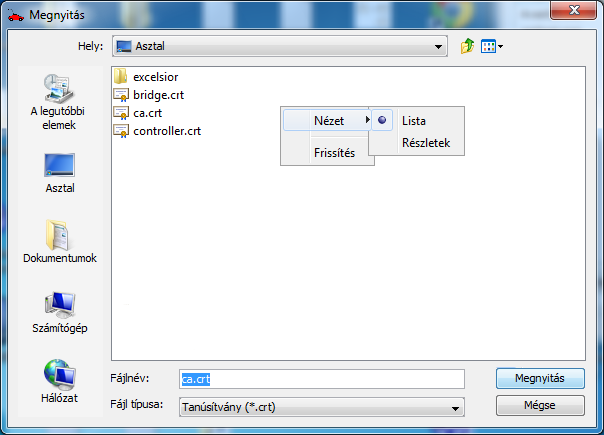 Megnyitás
Hely: Asztal
A legutóbbi
elemek
Asztal
Dokumentumok
Számítógép
Hálózat
excelsior
bridge.crt
ca.crt
controller.crt
Nézet
Frissítés
Lista
Részletek
Fájlnév: ca.crt
Megnyitás
Fájl típusa: Tanúsítvány (*.crt)
Mégse